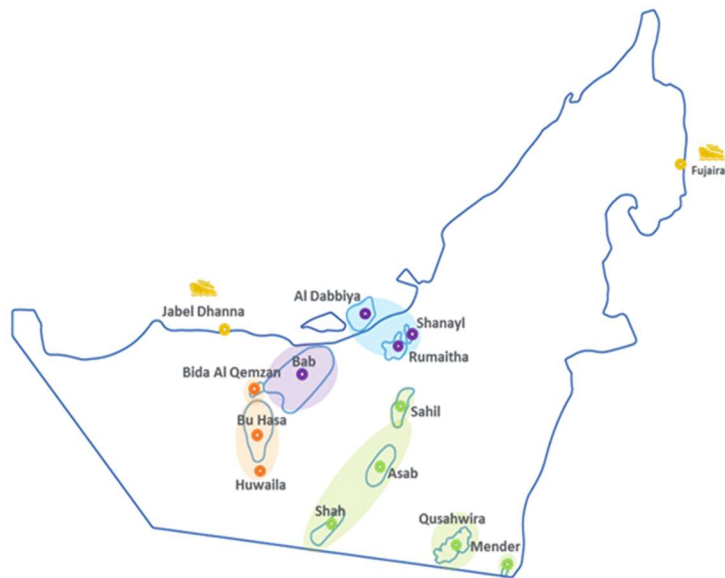 Fujaira
Al Dabbiya
Jabel Dhanna
Shanayl
Rumaitha
Bab
Bida Al Qemzan
Sahil
Bu Hasa
Asab
Huwaila
Shah
Qusahwira
Mender